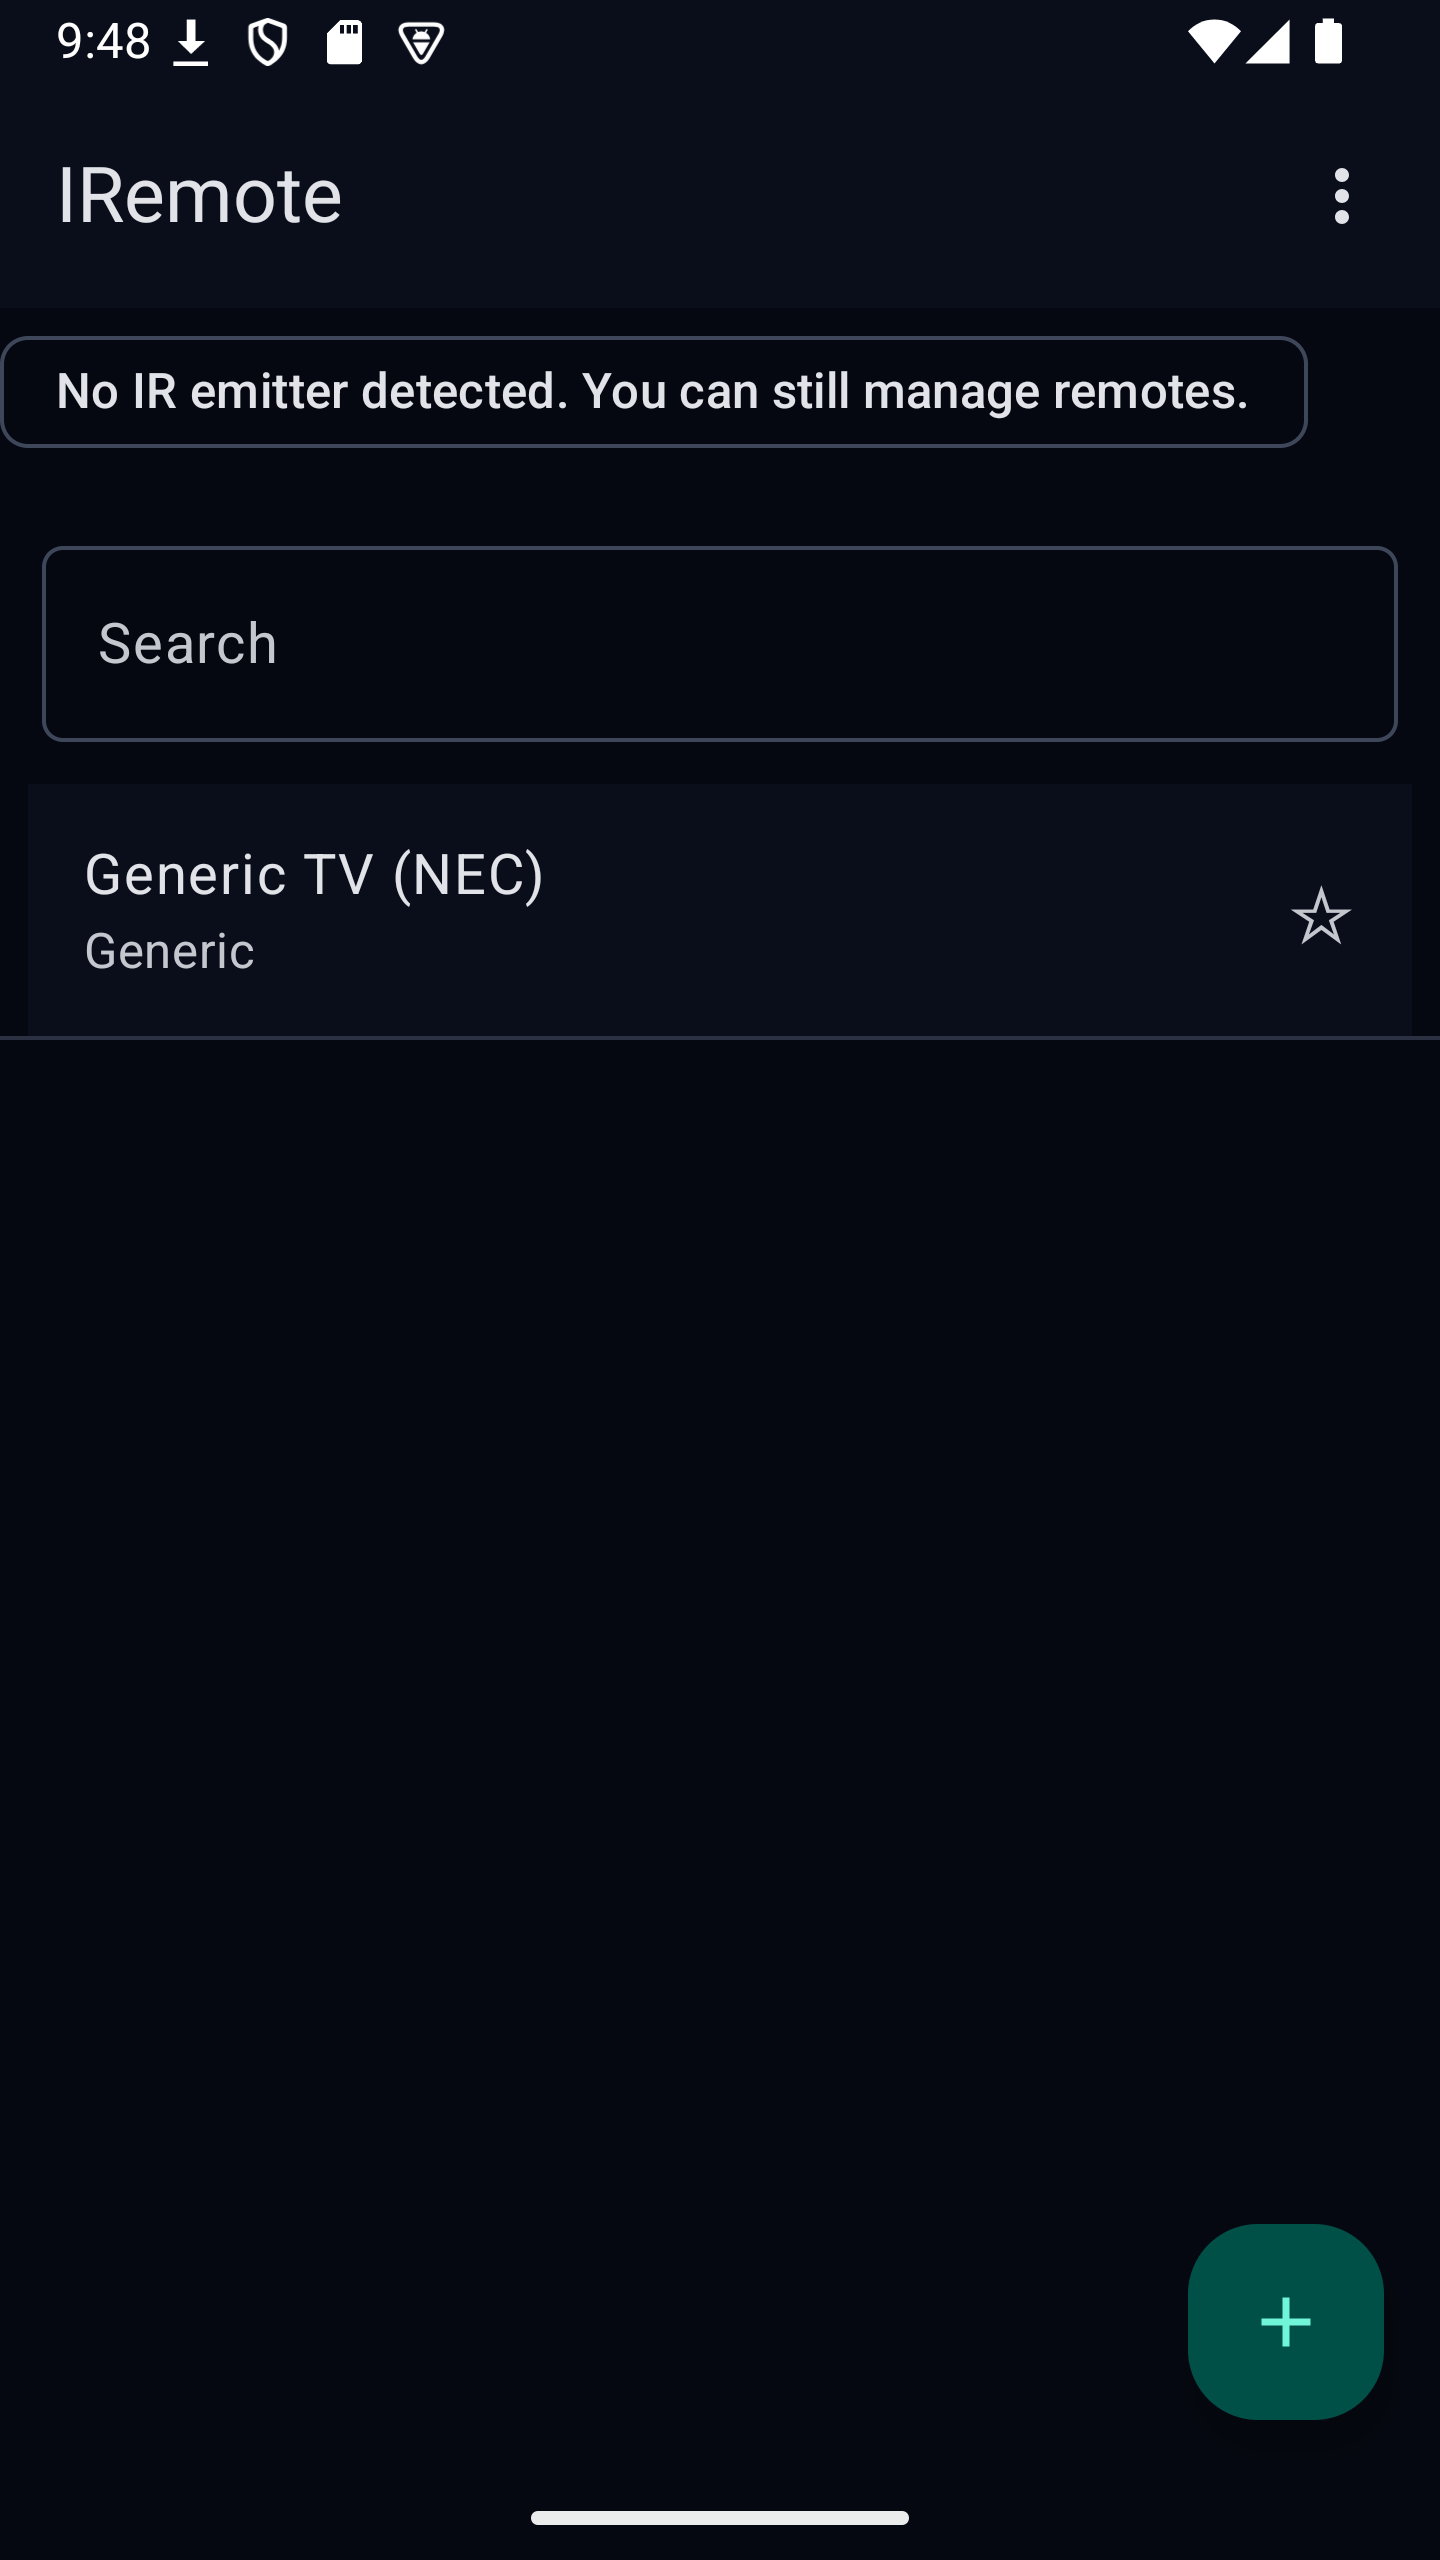 9:48
IRemote
No IR emitter detected. You can still manage remotes.
Search
Generic TV (NEC)
Generic